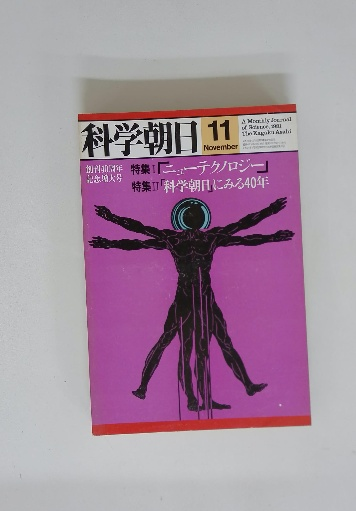 科学朝日
11
November
A Monthly Journal
of Science, 1981
The Kagaku Asahi
創刊40周年
記念増大号
特集I「ニューテクノロジー」
特集II「科学朝日にみる40年